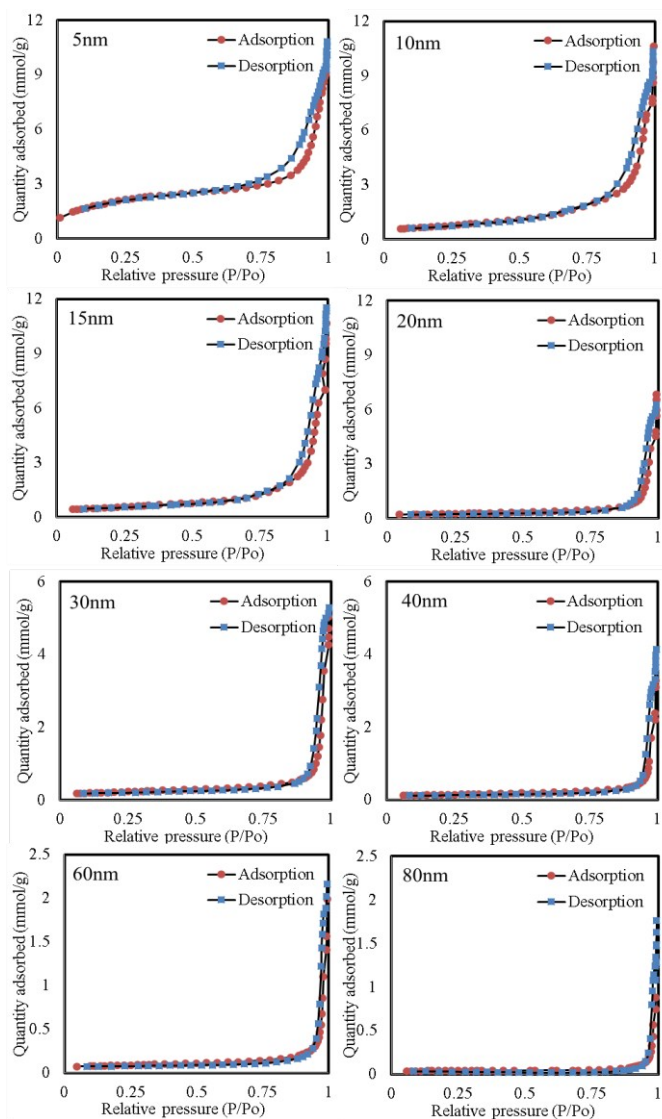 5nm
Adsorption
Desorption
Quantity adsorbed (mmol/g)
12
9
6
3
0
0 0.25 0.5 0.75 1
Relative pressure (P/Po)
10nm
Adsorption
Desorption
Quantity adsorbed (mmol/g)
12
9
6
3
0
0 0.25 0.5 0.75 1
Relative pressure (P/Po)
15nm
Adsorption
Desorption
Quantity adsorbed (mmol/g)
12
9
6
3
0
0 0.25 0.5 0.75 1
Relative pressure (P/Po)
20nm
Adsorption
Desorption
Quantity adsorbed (mmol/g)
12
9
6
3
0
0 0.25 0.5 0.75 1
Relative pressure (P/Po)
30nm
Adsorption
Desorption
Quantity adsorbed (mmol/g)
6
4
2
0
0 0.25 0.5 0.75 1
Relative pressure (P/Po)
40nm
Adsorption
Desorption
Quantity adsorbed (mmol/g)
6
4
2
0
0 0.25 0.5 0.75 1
Relative pressure (P/Po)
60nm
Adsorption
Desorption
Quantity adsorbed (mmol/g)
2.5
2
1.5
1
0.5
0
0 0.25 0.5 0.75 1
Relative pressure (P/Po)
80nm
Adsorption
Desorption
Quantity adsorbed (mmol/g)
2.5
2
1.5
1
0.5
0
0 0.25 0.5 0.75 1
Relative pressure (P/Po)